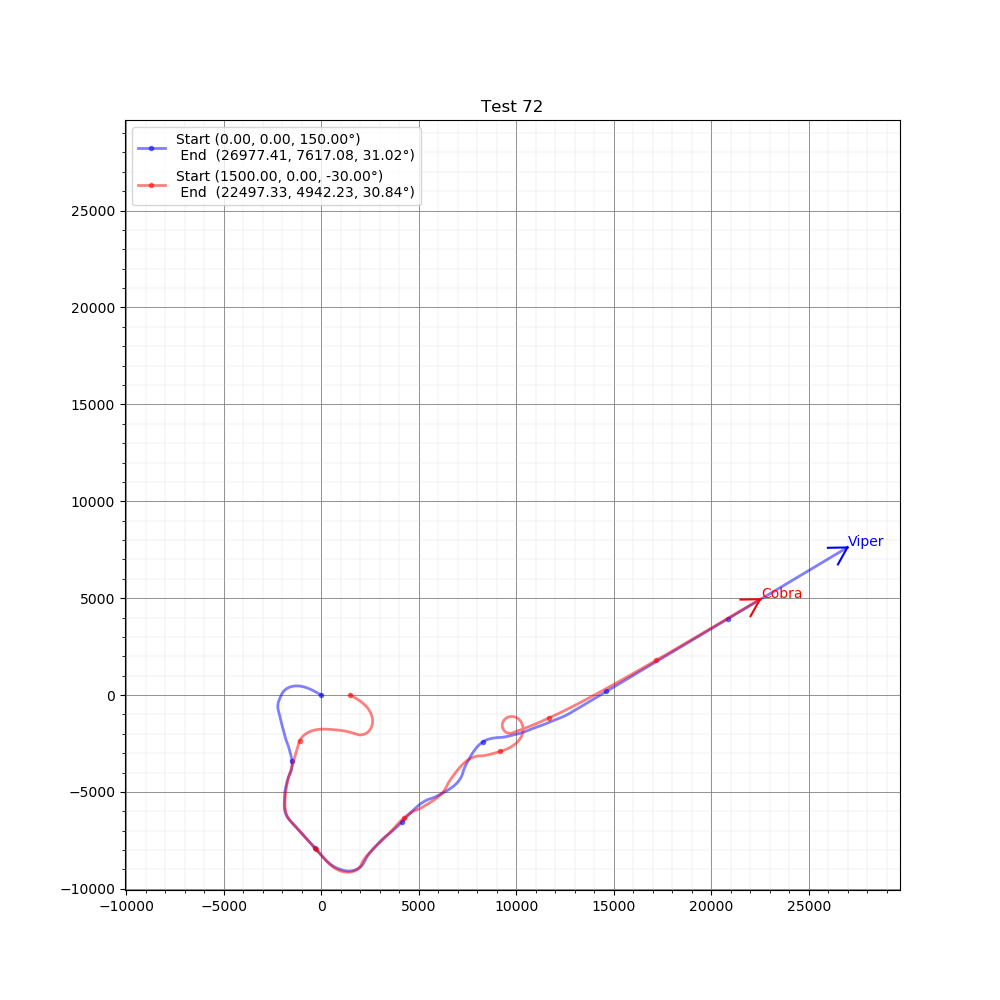 Test 72
Start (0.00, 0.00, 150.00°)
End (26977.41, 7617.08, 31.02°)
Start (1500.00, 0.00, -30.00°)
End (22497.33, 4942.23, 30.84°)
25000
20000
15000
10000
Viper
5000
Cobra
0
−5000
−10000
−10000 −5000 0 5000 10000 15000 20000 25000